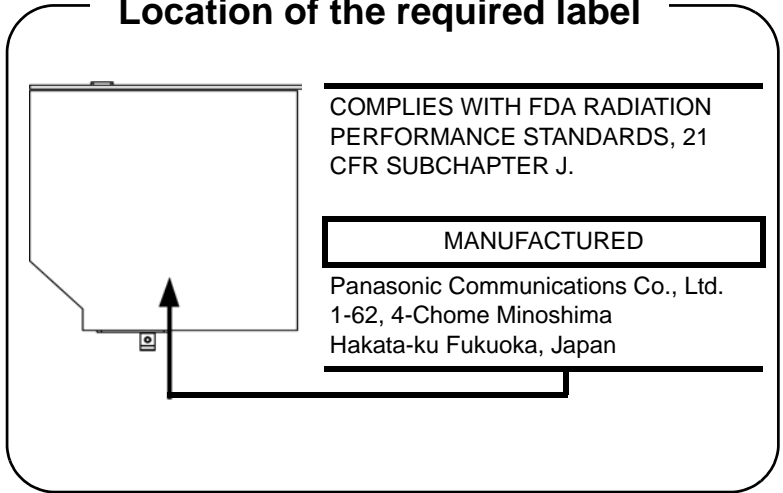 Location of the required label
COMPLIES WITH FDA RADIATION
PERFORMANCE STANDARDS, 21
CFR SUBCHAPTER J.
MANUFACTURED
Panasonic Communications Co., Ltd.
1-62, 4-Chome Minoshima
Hakata-ku Fukuoka, Japan